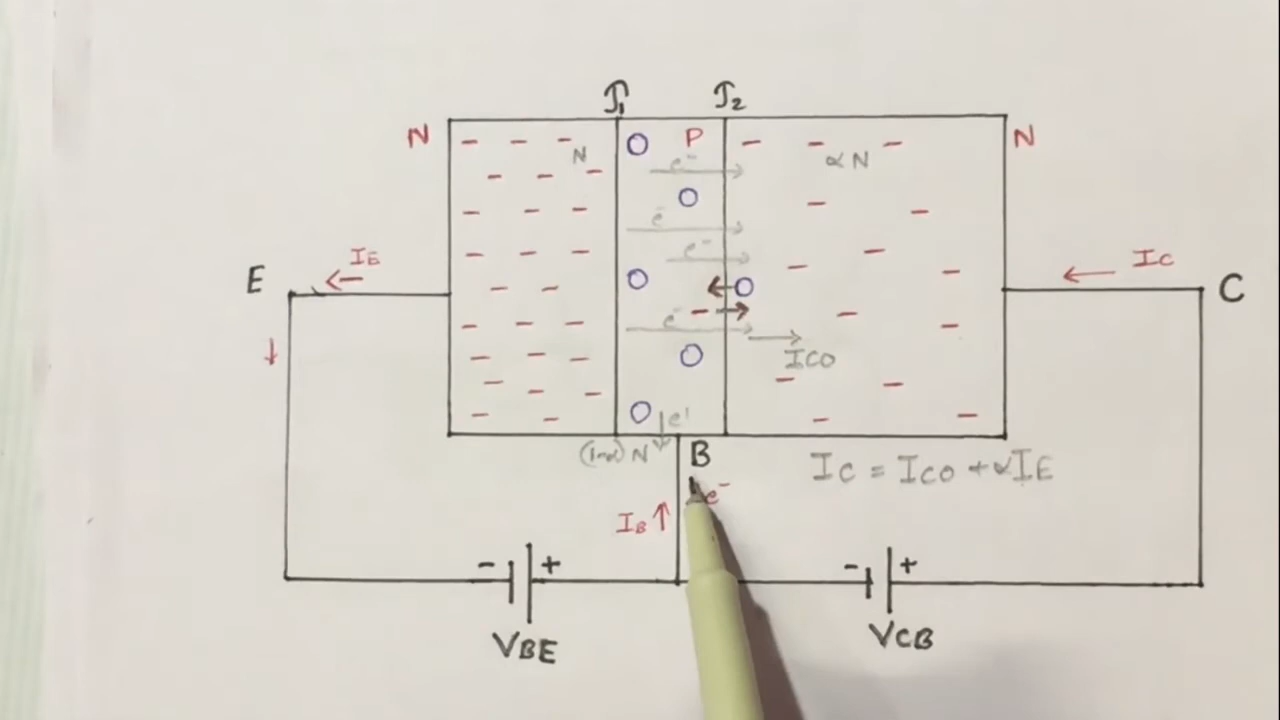 J₁ J₂
N P N
N αN
e⁻
e⁻
e⁻
IE IC
E C
e⁻
ICO
e⁻
(1-α) N B
IC = ICO + αIE
e⁻
IB
- + - +
VBE VCB